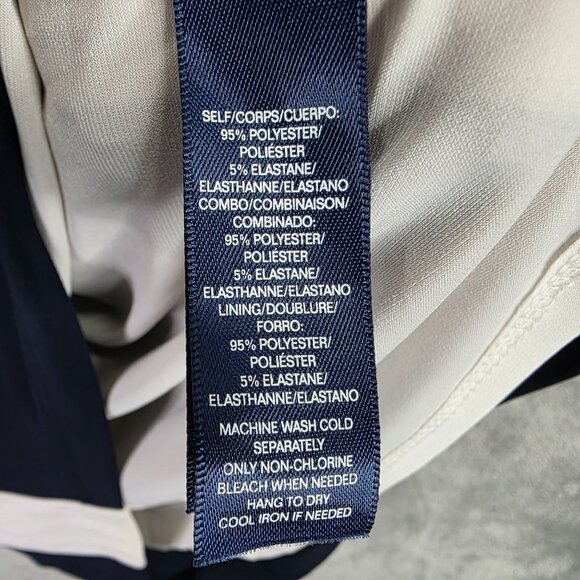 SELF/CORPS/CUERPO:
95% POLYESTER/
POLIÉSTER
5% ELASTANE/
ELASTHANNE/ELASTANO
COMBO/COMBINAISON/
COMBINADO:
95% POLYESTER/
POLIÉSTER
5% ELASTANE/
ELASTHANNE/ELASTANO
LINING/DOUBLURE/
FORRO:
95% POLYESTER/
POLIÉSTER
5% ELASTANE/
ELASTHANNE/ELASTANO
MACHINE WASH COLD
SEPARATELY
ONLY NON-CHLORINE
BLEACH WHEN NEEDED
HANG TO DRY
COOL IRON IF NEEDED